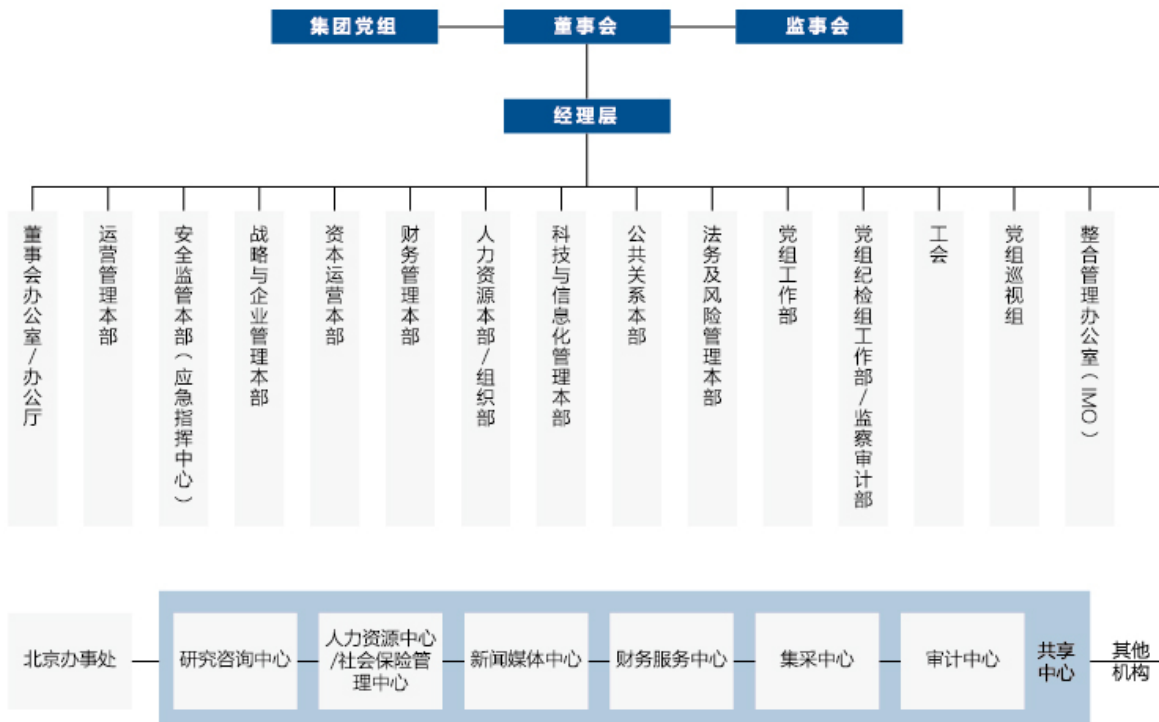 集团党组
董事会
监事会
经理层
董事会办公室/办公厅
运营管理本部
安全监管本部（应急指挥中心）
战略与企业管理本部
资本运营本部
财务管理本部
人力资源本部/组织部
科技与信息化管理本部
公共关系本部
法务及风险管理本部
党组工作部
党组纪检组工作部/监察审计部
工会
党组巡视组
整合管理办公室（IMO）
北京办事处
研究咨询中心
人力资源中心
/社会保险管
理中心
新闻媒体中心
财务服务中心
集采中心
审计中心
共享
中心
其他
机构